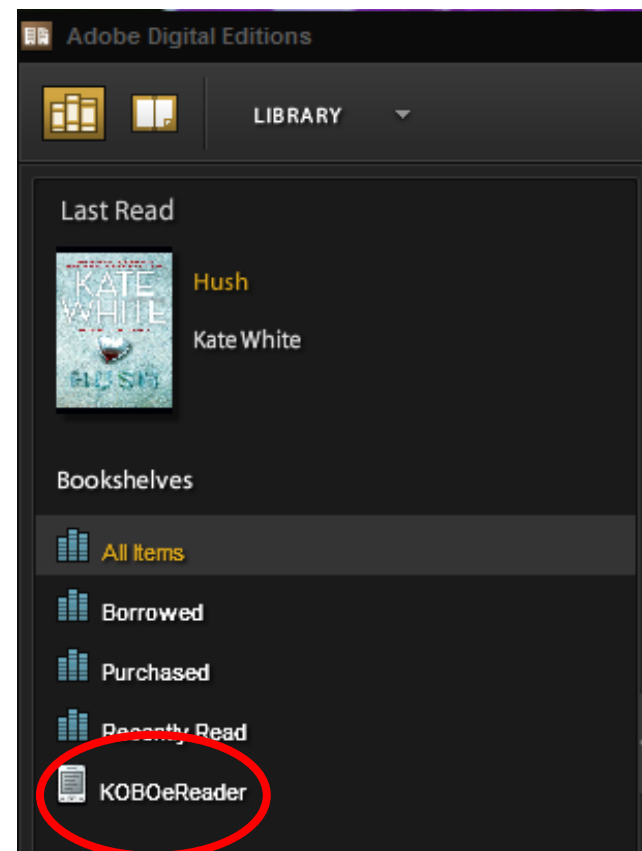 Adobe Digital Editions
LIBRARY
Last Read
KATE
WHITE
HUSH
Hush
Kate White
Bookshelves
All Items
Borrowed
Purchased
Recently Read
KOBOeReader